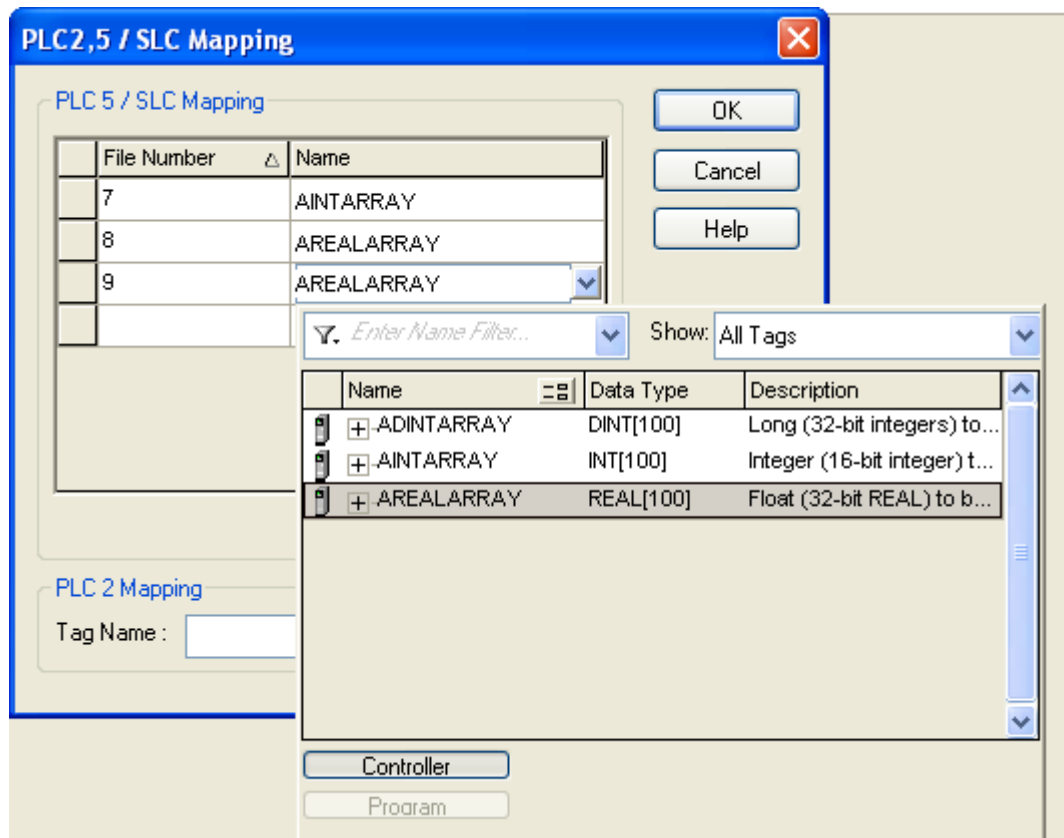 PLC2,5 / SLC Mapping
PLC 5 / SLC Mapping
OK
File Number Name
Cancel
7 AINTARRAY
Help
8 AREALARRAY
9 AREALARRAY
Enter Name Filter... Show: All Tags
Name Data Type Description
ADINTARRAY DINT[100] Long (32-bit integers) to...
AINTARRAY INT[100] Integer (16-bit integer) t...
AREALARRAY REAL[100] Float (32-bit REAL) to b...
PLC 2 Mapping
Tag Name :
Controller
Program